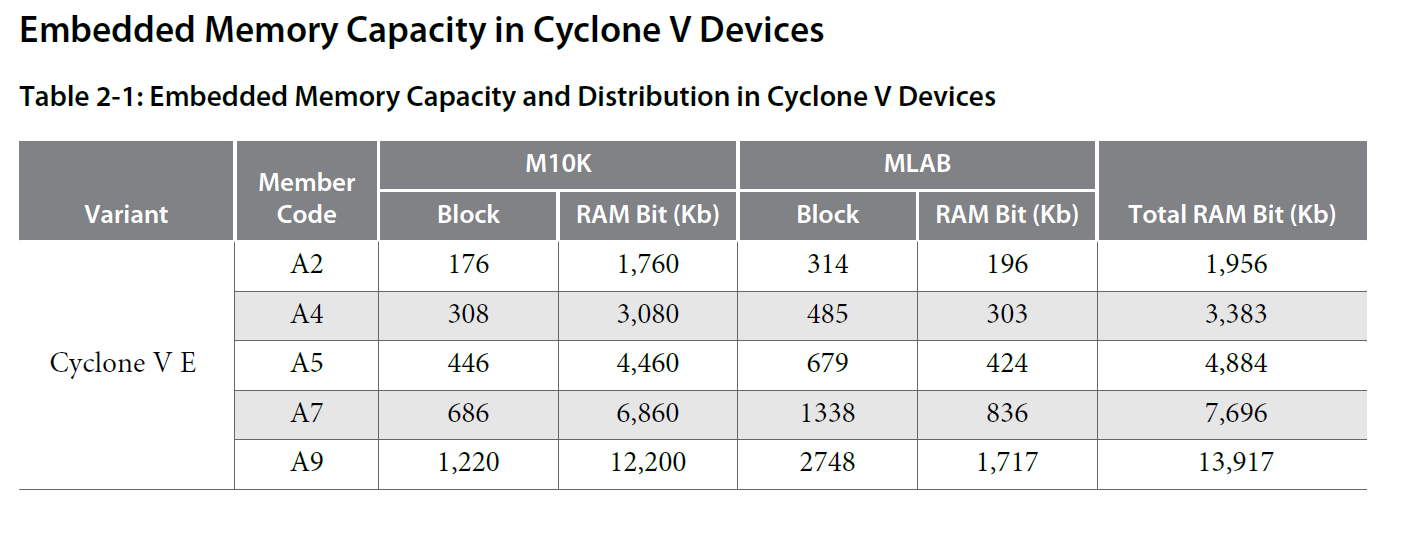 Embedded Memory Capacity in Cyclone V Devices
Table 2-1: Embedded Memory Capacity and Distribution in Cyclone V Devices
Variant Member Code M10K MLAB Total RAM Bit (Kb)
Block RAM Bit (Kb) Block RAM Bit (Kb)
Cyclone V E
A2 176 1,760 314 196 1,956
A4 308 3,080 485 303 3,383
A5 446 4,460 679 424 4,884
A7 686 6,860 1338 836 7,696
A9 1,220 12,200 2748 1,717 13,917